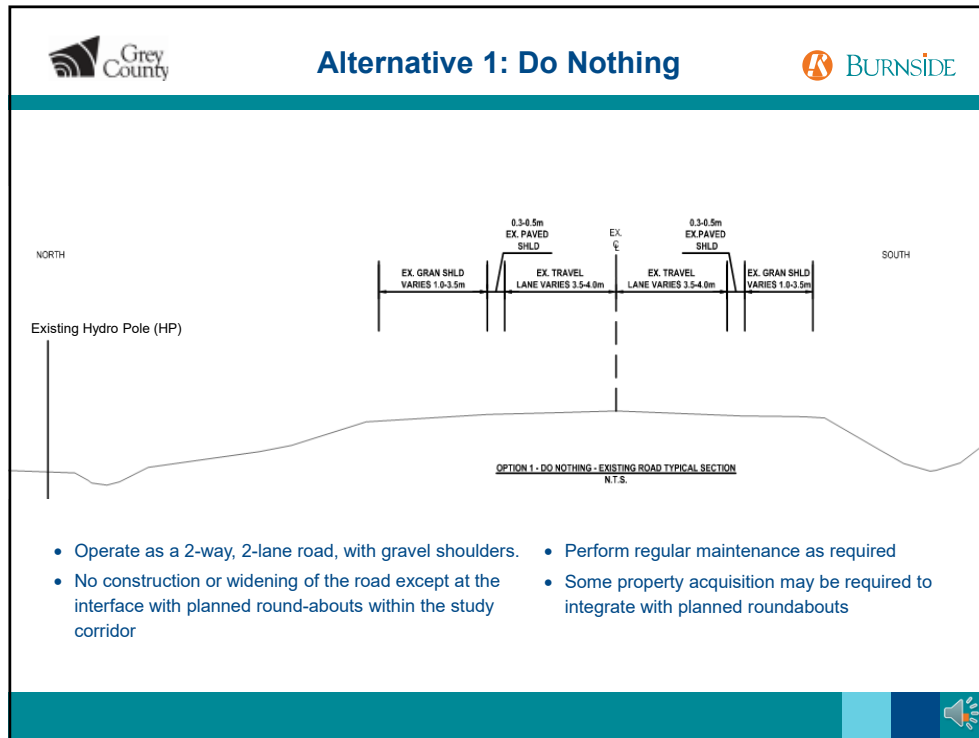 Grey
County
Alternative 1: Do Nothing
BURNSIDE
NORTH
0.3-0.5m
EX. PAVED
SHLD
EX.
℄
0.3-0.5m
EX.PAVED
SHLD
SOUTH
EX. GRAN SHLD
VARIES 1.0-3.5m
EX. TRAVEL
LANE VARIES 3.5-4.0m
EX. TRAVEL
LANE VARIES 3.5-4.0m
EX. GRAN SHLD
VARIES 1.0-3.5m
Existing Hydro Pole (HP)
OPTION 1 - DO NOTHING - EXISTING ROAD TYPICAL SECTION
N.T.S.
• Operate as a 2-way, 2-lane road, with gravel shoulders.
• No construction or widening of the road except at the
interface with planned round-abouts within the study
corridor
• Perform regular maintenance as required
• Some property acquisition may be required to
integrate with planned roundabouts